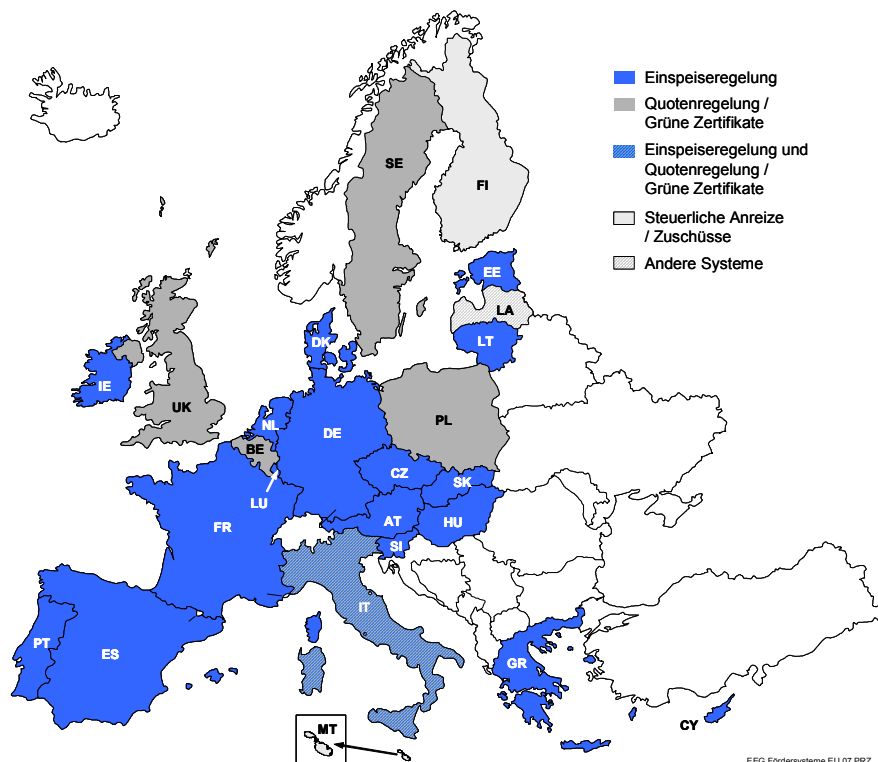 Einspeiseregelung
Quotenregelung /
Grüne Zertifikate
Einspeiseregelung und
Quotenregelung /
Grüne Zertifikate
Steuerliche Anreize
/ Zuschüsse
Andere Systeme
SE
FI
EE
LA
LT
DK
IE
UK
NL
DE
PL
BE
LU
CZ
SK
FR
AT
HU
SI
IT
PT
ES
GR
CY
MT
EEG Fördersysteme EU 07.PRZ